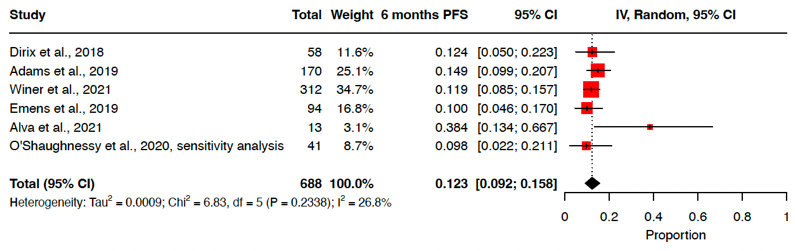 Study Total Weight 6 months PFS 95% CI IV, Random, 95% CI
Dirix et al., 2018 58 11.6% 0.124 [0.050; 0.223]
Adams et al., 2019 170 25.1% 0.149 [0.099; 0.207]
Winer et al., 2021 312 34.7% 0.119 [0.085; 0.157]
Emens et al., 2019 94 16.8% 0.100 [0.046; 0.170]
Alva et al., 2021 13 3.1% 0.384 [0.134; 0.667]
O'Shaughnessy et al., 2020, sensitivity analysis 41 8.7% 0.098 [0.022; 0.211]
Total (95% CI) 688 100.0% 0.123 [0.092; 0.158]
Heterogeneity: Tau² = 0.0009; Chi² = 6.83, df = 5 (P = 0.2338); I² = 26.8%
0 0.2 0.4 0.6 0.8 1
Proportion